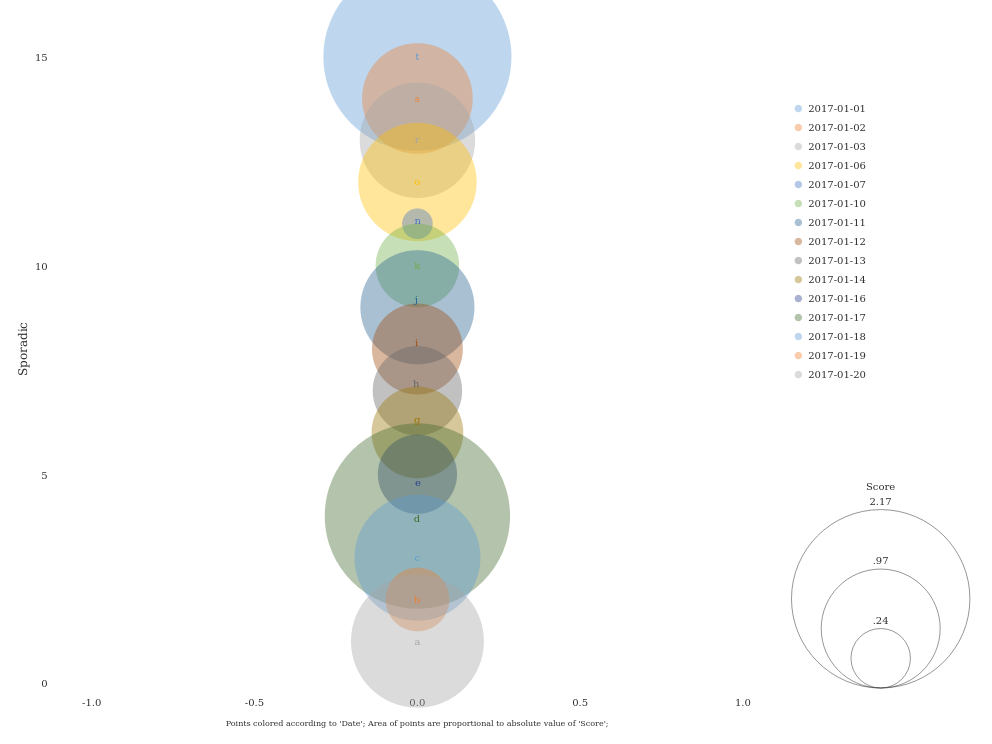 15
10
5
0
Sporadic
t
s
r
o
n
k
j
i
h
g
e
d
c
b
a
-1.0 -0.5 0.0 0.5 1.0
Points colored according to 'Date'; Area of points are proportional to absolute value of 'Score';
2017-01-01
2017-01-02
2017-01-03
2017-01-06
2017-01-07
2017-01-10
2017-01-11
2017-01-12
2017-01-13
2017-01-14
2017-01-16
2017-01-17
2017-01-18
2017-01-19
2017-01-20
Score
2.17
.97
.24